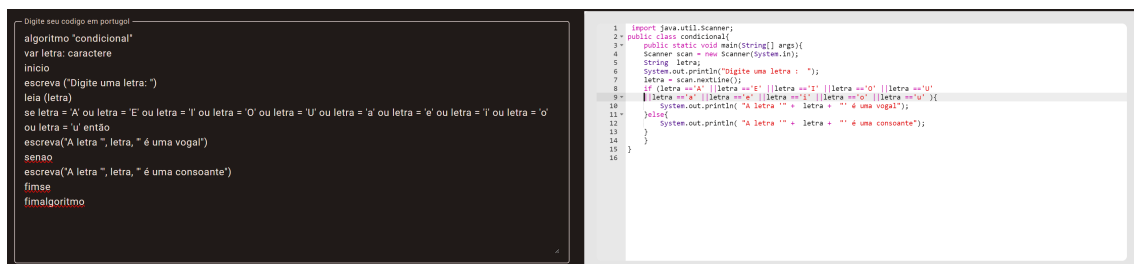 Digite seu codigo em portugol
algoritmo "condicional"
var letra: caractere
inicio
escreva ("Digite uma letra: ")
leia (letra)
se letra = 'A' ou letra = 'E' ou letra = 'I' ou letra = 'O' ou letra = 'U' ou letra = 'a' ou letra = 'e' ou letra = 'i' ou letra = 'o'
ou letra = 'u' então
escreva("A letra '", letra, "' é uma vogal")
senao
escreva("A letra '", letra, "' é uma consoante")
fimse
fimalgoritmo
1 import java.util.Scanner;
2 public class condicional{
3 public static void main(String[] args){
4 Scanner scan = new Scanner(System.in);
5 String letra;
6 System.out.println("Digite uma letra :  ");
7 letra = scan.nextLine();
8 if (letra =='A' ||letra =='E' ||letra =='I' ||letra =='O' ||letra =='U'
9 ||letra =='a' ||letra =='e' ||letra =='i' ||letra =='o' ||letra =='u' ){
10 System.out.println( "A letra '" +  letra +  "' é uma vogal");
11 }else{
12 System.out.println( "A letra '" +  letra +  "' é uma consoante");
13 }
14 }
15 }
16